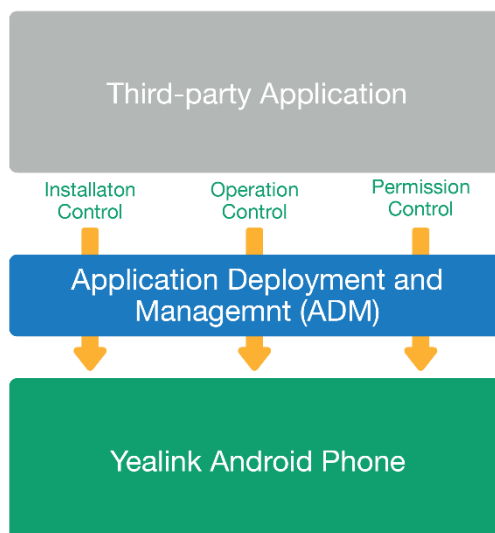 Third-party Application
Installaton Operation Permission
Control Control Control
Application Deployment and
Managemnt (ADM)
Yealink Android Phone